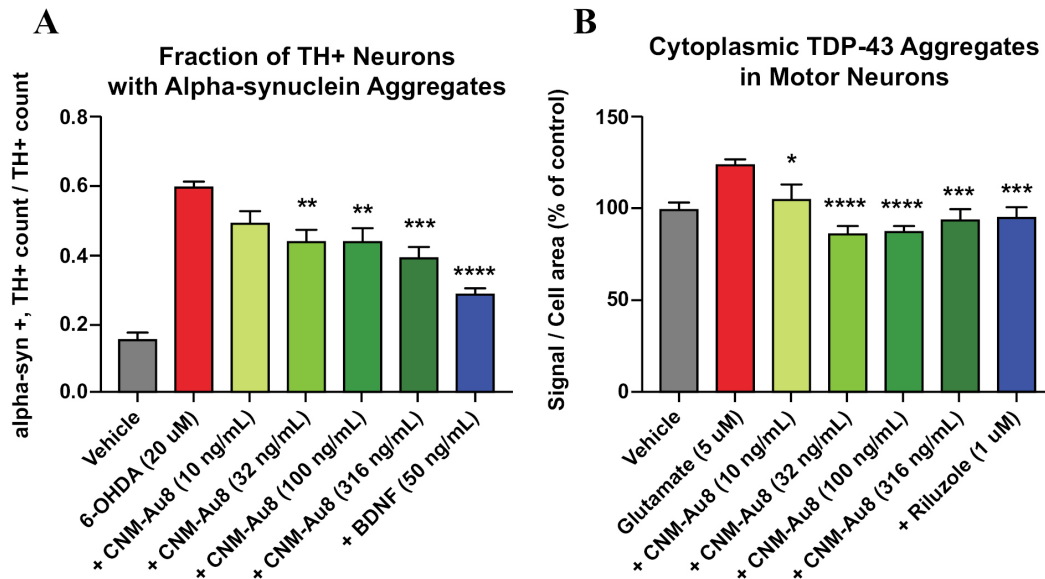 A
Fraction of TH+ Neurons
with Alpha-synuclein Aggregates
alpha-syn +, TH+ count / TH+ count
0.8
0.6
0.4
0.2
0.0
**
**
***
****
Vehicle
6-OHDA (20 uM)
+ CNM-Au8 (10 ng/mL)
+ CNM-Au8 (32 ng/mL)
+ CNM-Au8 (100 ng/mL)
+ CNM-Au8 (316 ng/mL)
+ BDNF (50 ng/mL)
B
Cytoplasmic TDP-43 Aggregates
in Motor Neurons
Signal / Cell area (% of control)
150
100
50
0
*
****
****
***
***
Vehicle
Glutamate (5 uM)
+ CNM-Au8 (10 ng/mL)
+ CNM-Au8 (32 ng/mL)
+ CNM-Au8 (100 ng/mL)
+ CNM-Au8 (316 ng/mL)
+ Riluzole (1 uM)